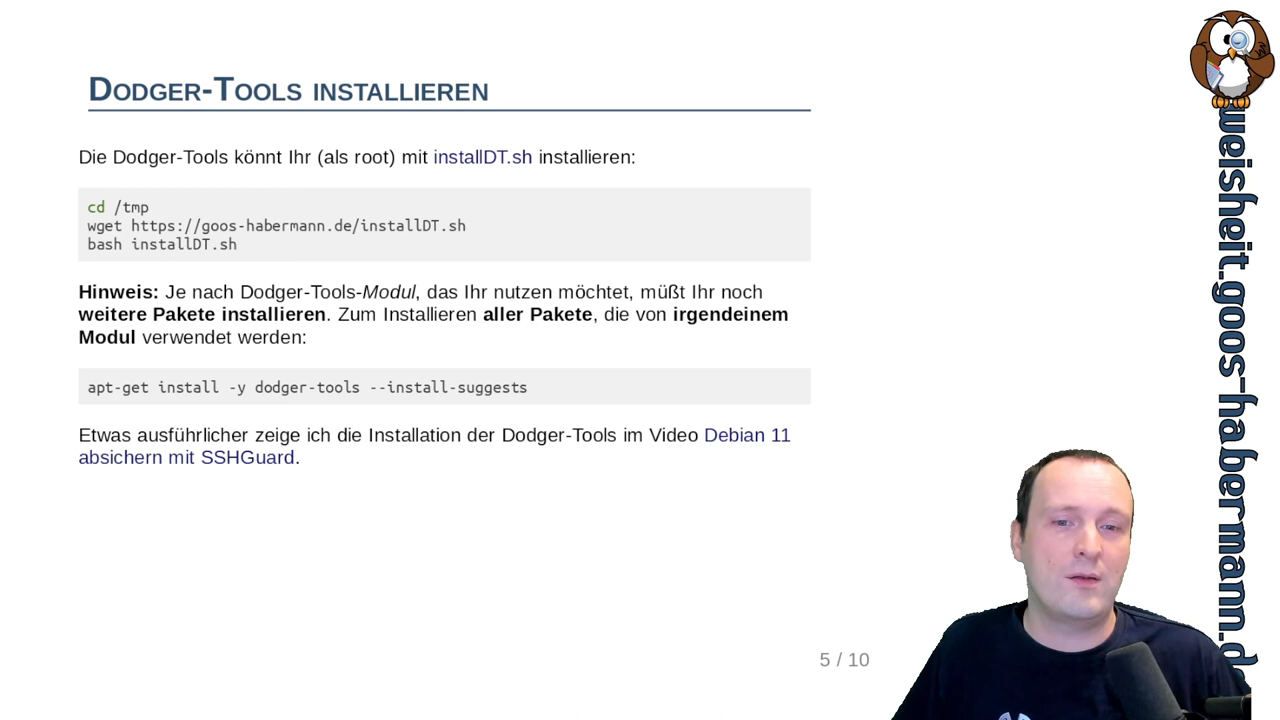 Dodger-Tools installieren
Die Dodger-Tools könnt Ihr (als root) mit installDT.sh installieren:
cd /tmp
wget https://goos-habermann.de/installDT.sh
bash installDT.sh
Hinweis: Je nach Dodger-Tools-Modul, das Ihr nutzen möchtet, müßt Ihr noch
weitere Pakete installieren. Zum Installieren aller Pakete, die von irgendeinem
Modul verwendet werden:
apt-get install -y dodger-tools --install-suggests
Etwas ausführlicher zeige ich die Installation der Dodger-Tools im Video Debian 11
absichern mit SSHGuard.
5 / 10
weisheit.goos-habermann.de